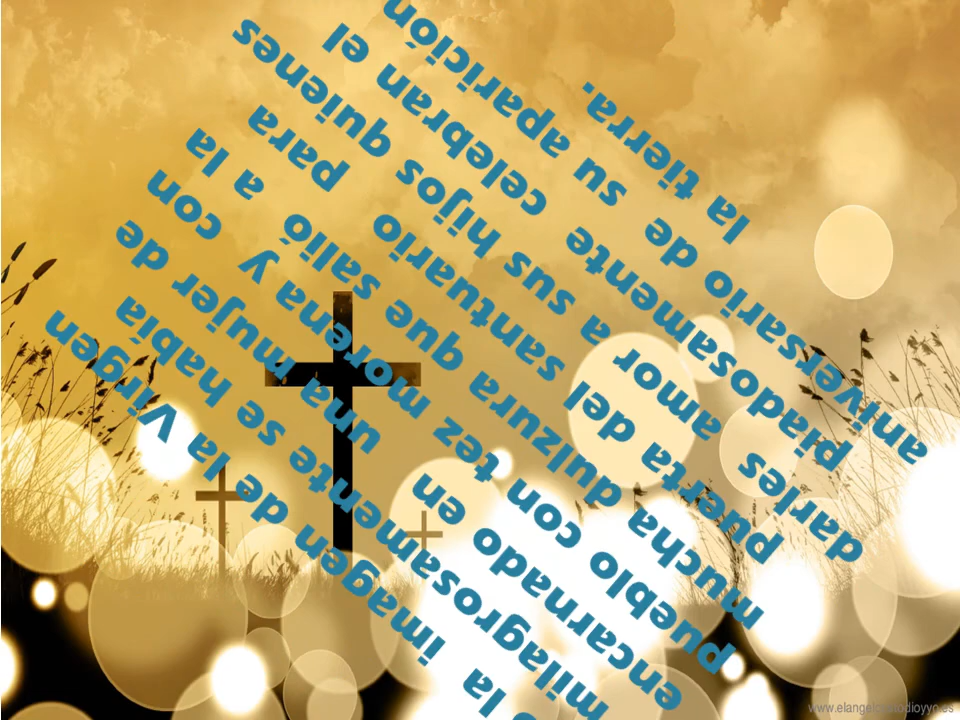 la imagen de la Virgen
milagrosamente se había
encarnado en una mujer de
pueblo con tez morena y con
mucha dulzura que salió a la
puerta del santuario para
darles amor a sus hijos quienes
piadosamente celebran el
aniversario de su aparición
la tierra.